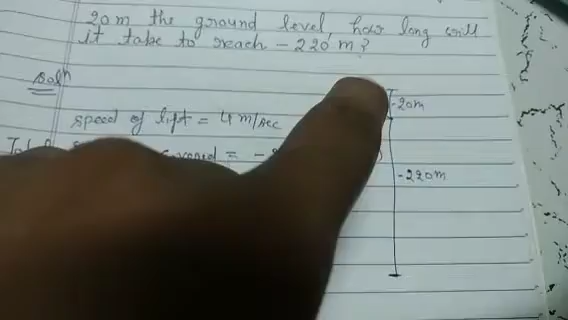 20m the ground level, how long will
it take to reach - 220 m?
Soln
speed of lift = 4 m/sec
-20m
= -
-220m